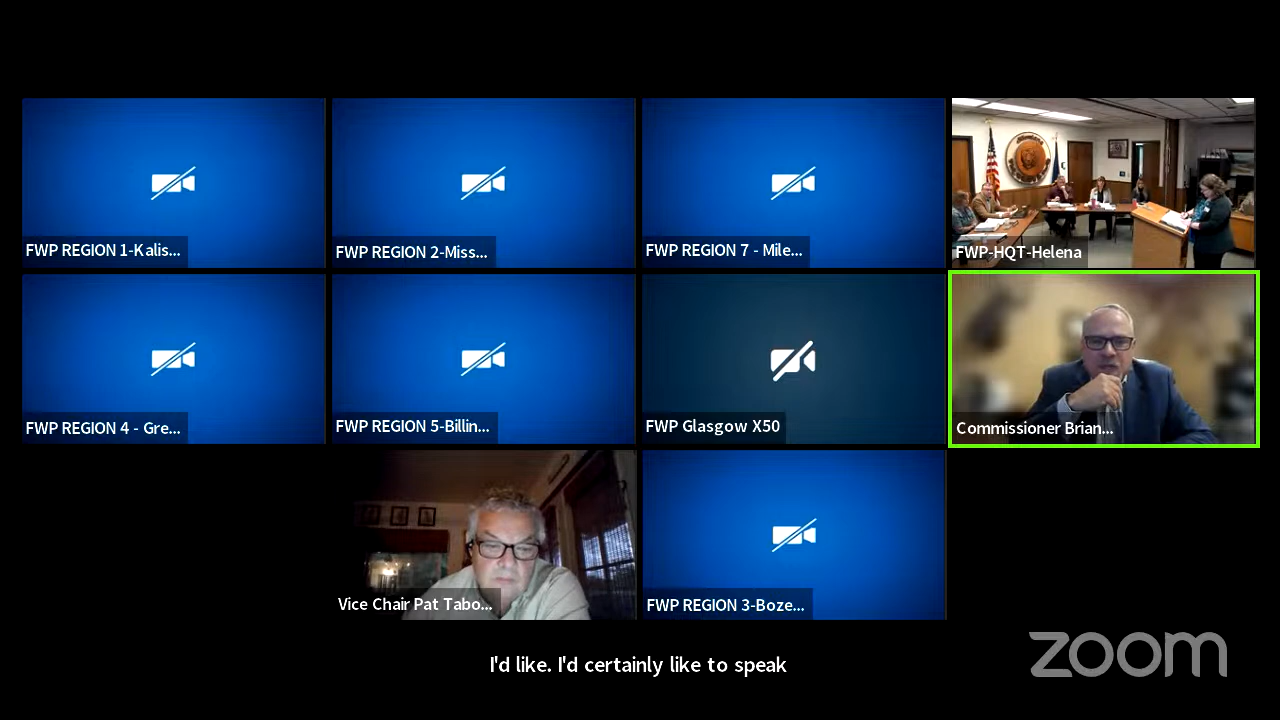 FWP REGION 1-Kalis...
FWP REGION 2-Miss...
FWP REGION 7 - Mile...
FWP-HQT-Helena
FWP REGION 4 - Gre...
FWP REGION 5-Billin...
FWP Glasgow X50
Commissioner Brian...
Vice Chair Pat Tabo...
FWP REGION 3-Boze...
I'd like. I'd certainly like to speak
zoom